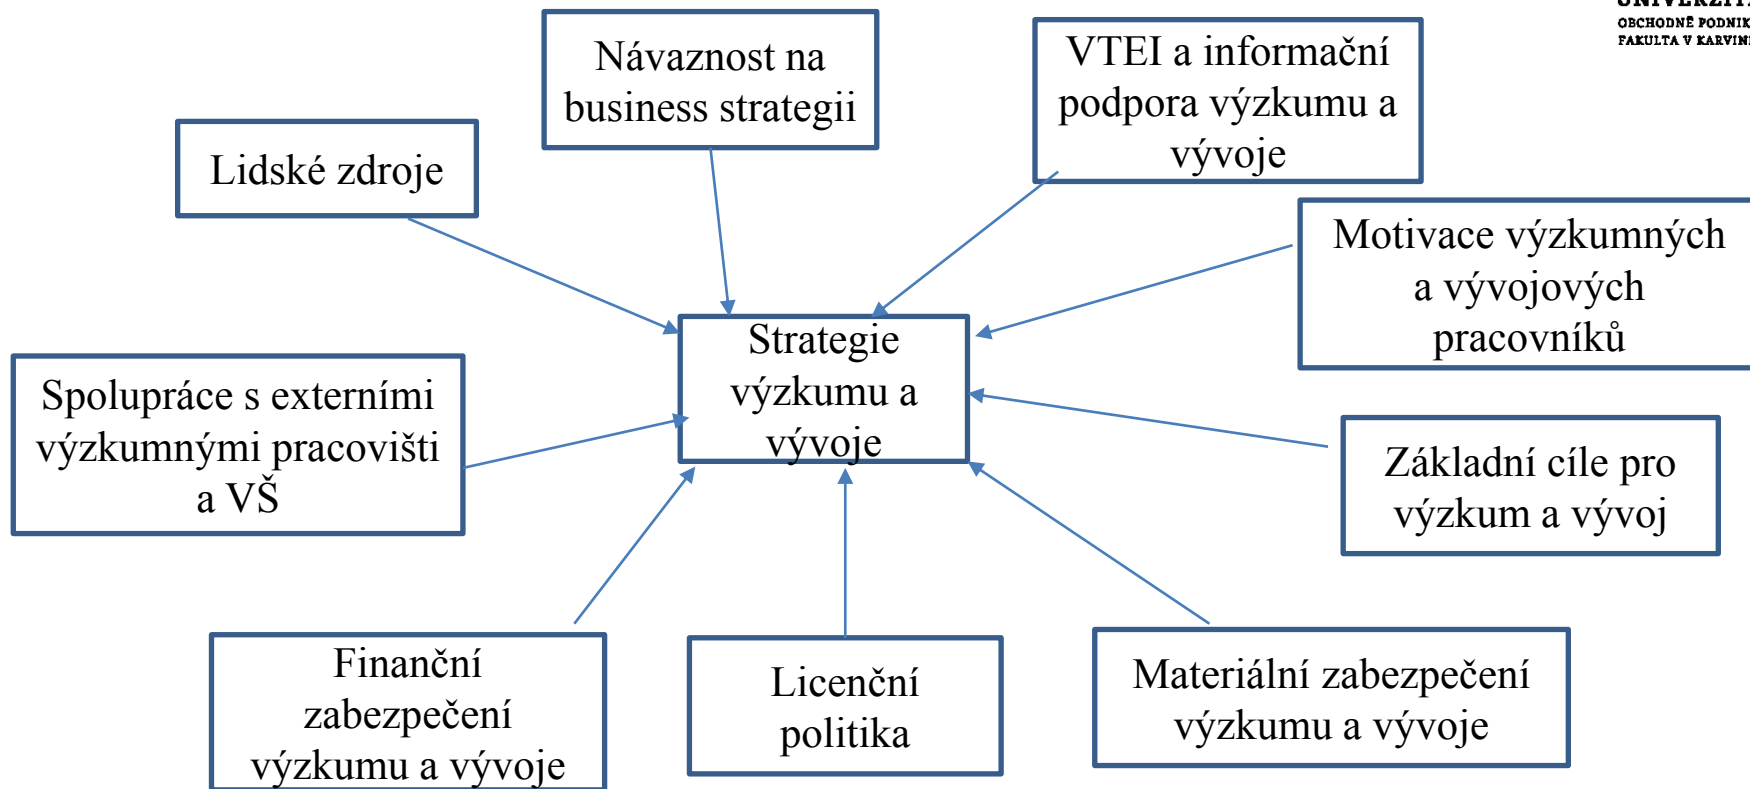 OBCHODNĚ PODNIK
FAKULTA V KARVIN
Návaznost na
business strategii
VTEI a informační
podpora výzkumu a
vývoje
Lidské zdroje
Motivace výzkumných
a vývojových
pracovníků
Strategie
výzkumu a
vývoje
Spolupráce s externími
výzkumnými pracovišti
a VŠ
Základní cíle pro
výzkum a vývoj
Finanční
zabezpečení
výzkumu a vývoje
Licenční
politika
Materiální zabezpečení
výzkumu a vývoje